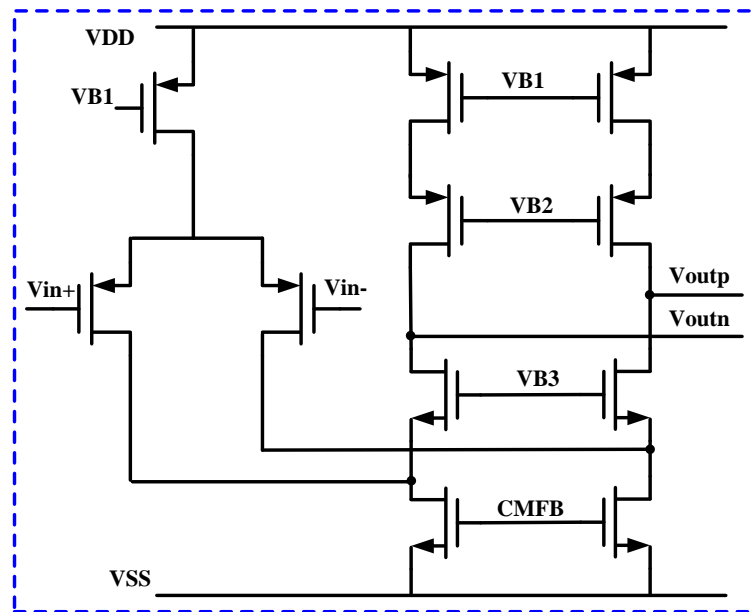 VDD
VB1
VB1
VB2
Vin+
Vin-
Voutp
Voutn
VB3
CMFB
VSS